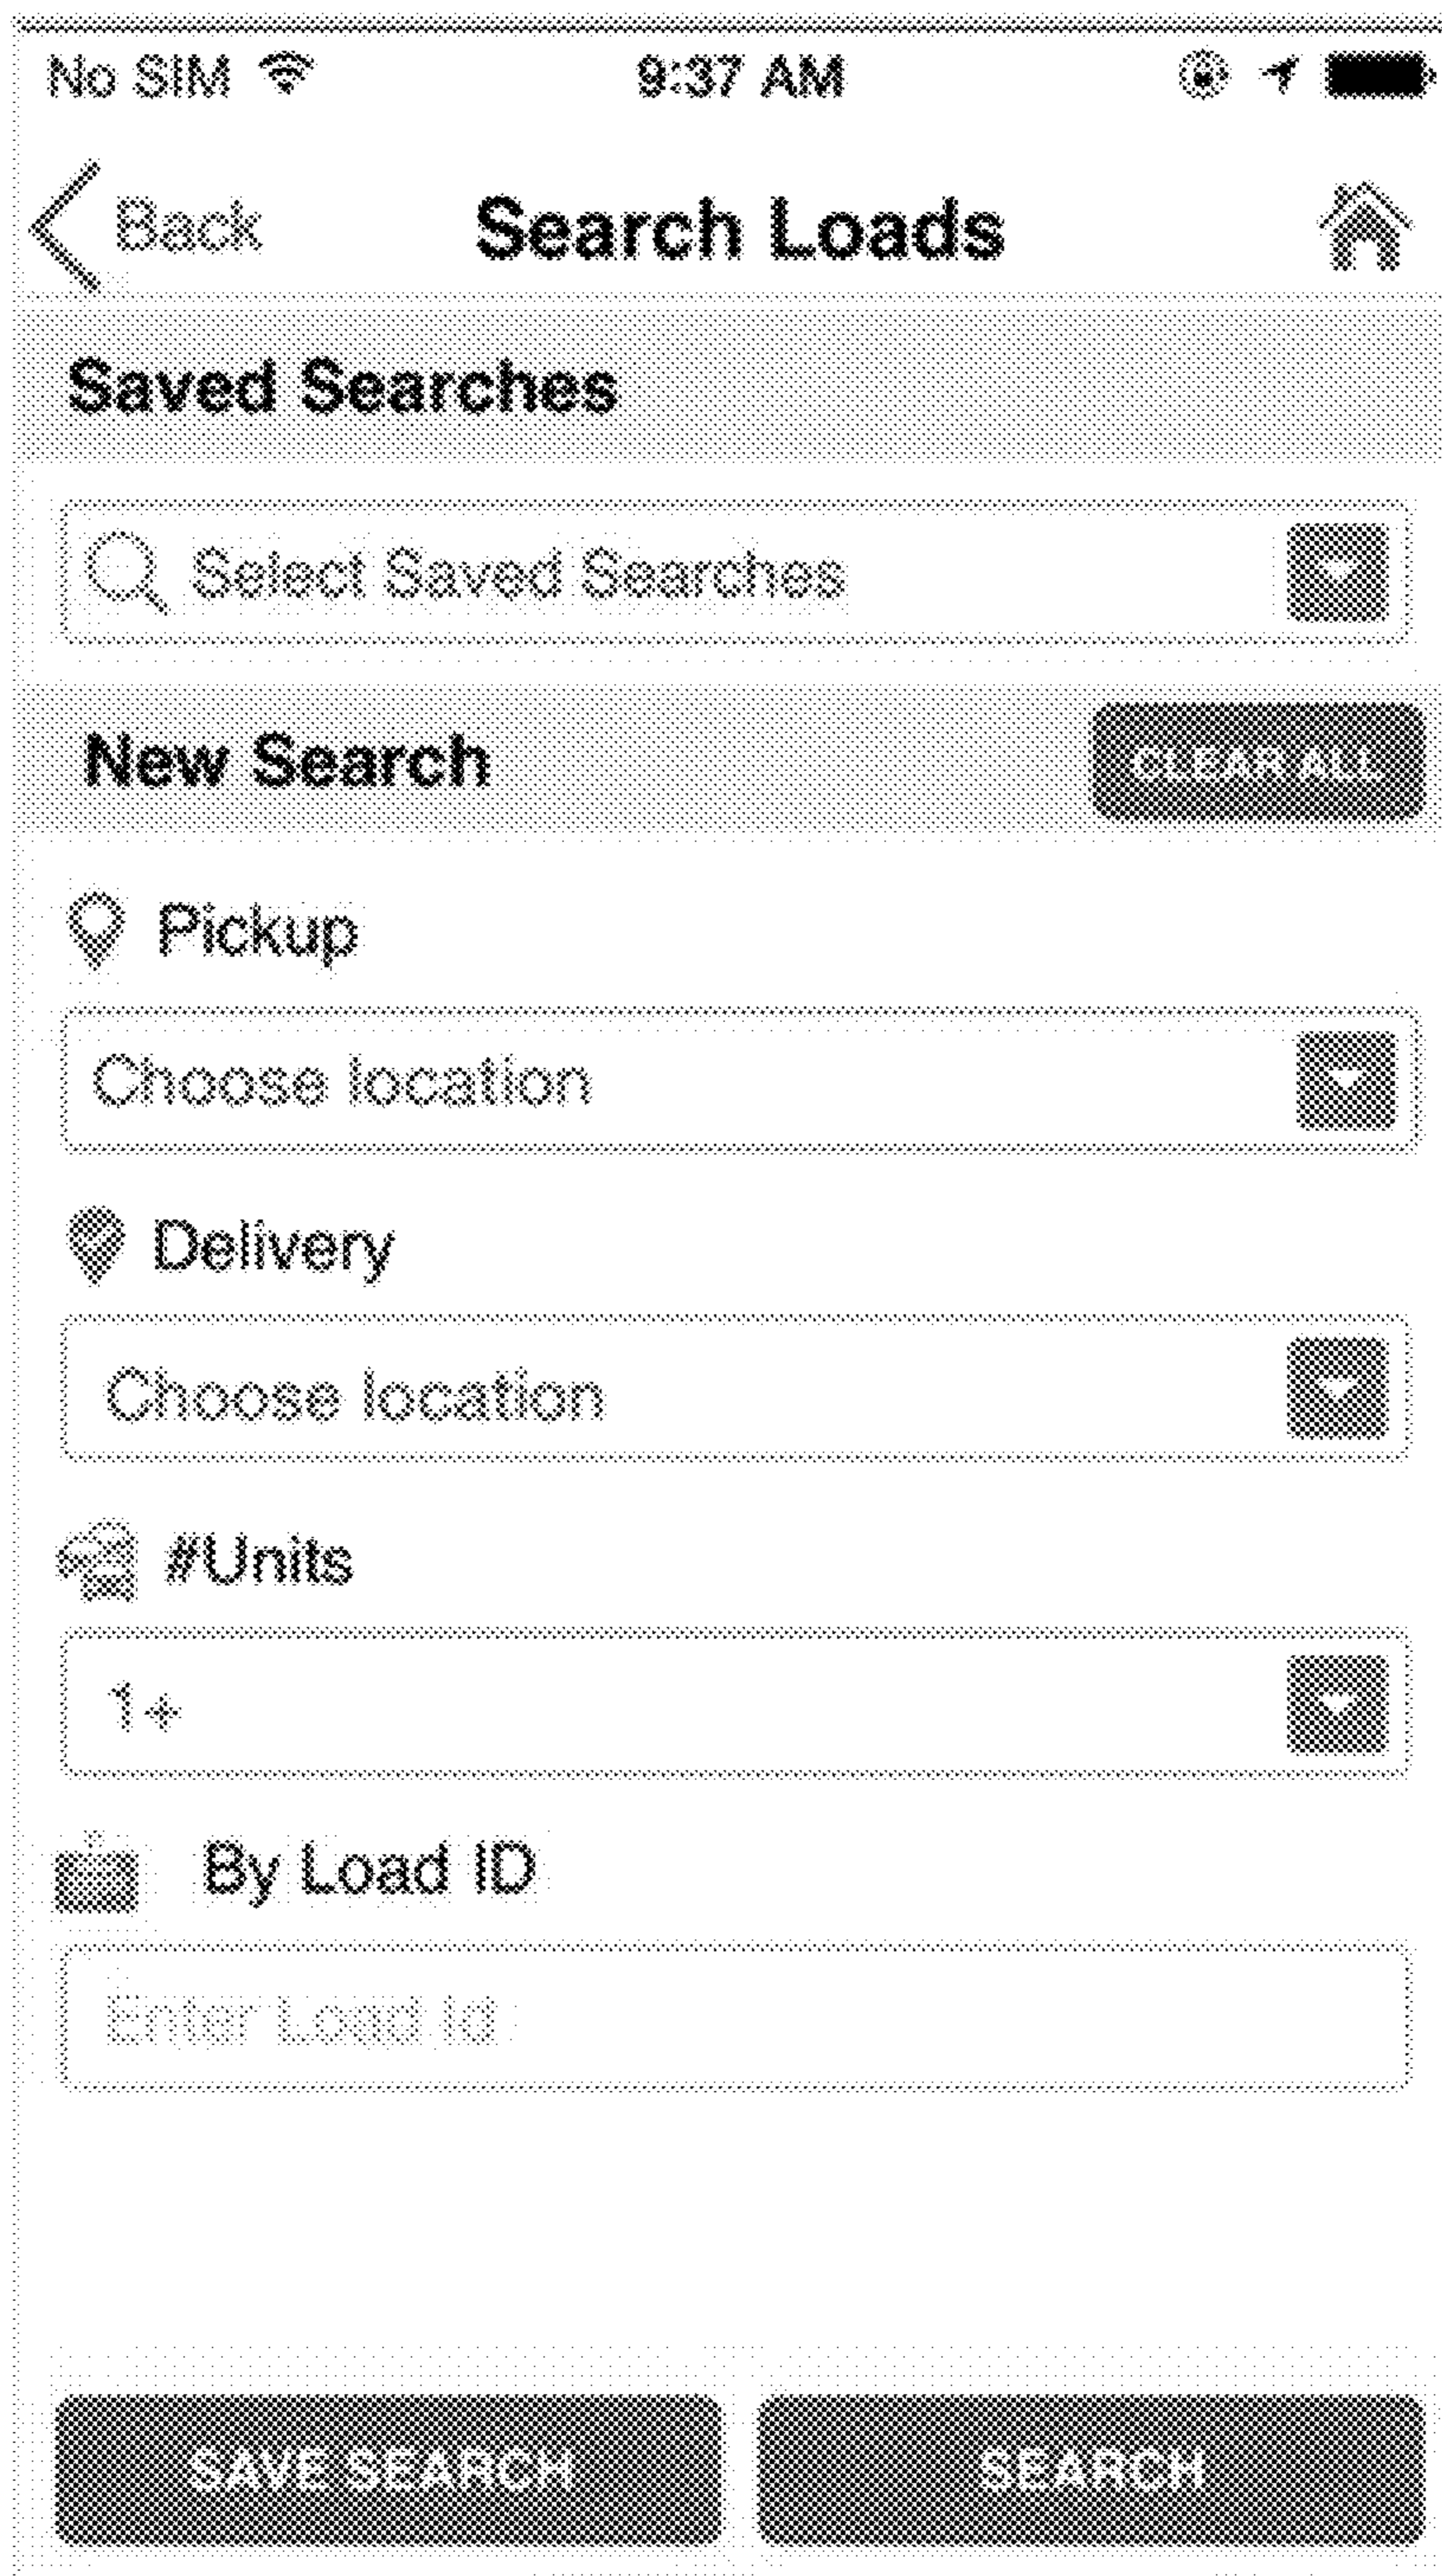 No SIM 9:37 AM
Back Search Loads
Saved Searches
Select Saved Searches
New Search CLEAR ALL
Pickup
Choose location
Delivery
Choose location
#Units
1+
By Load ID
Enter Load Id
SAVE SEARCH SEARCH